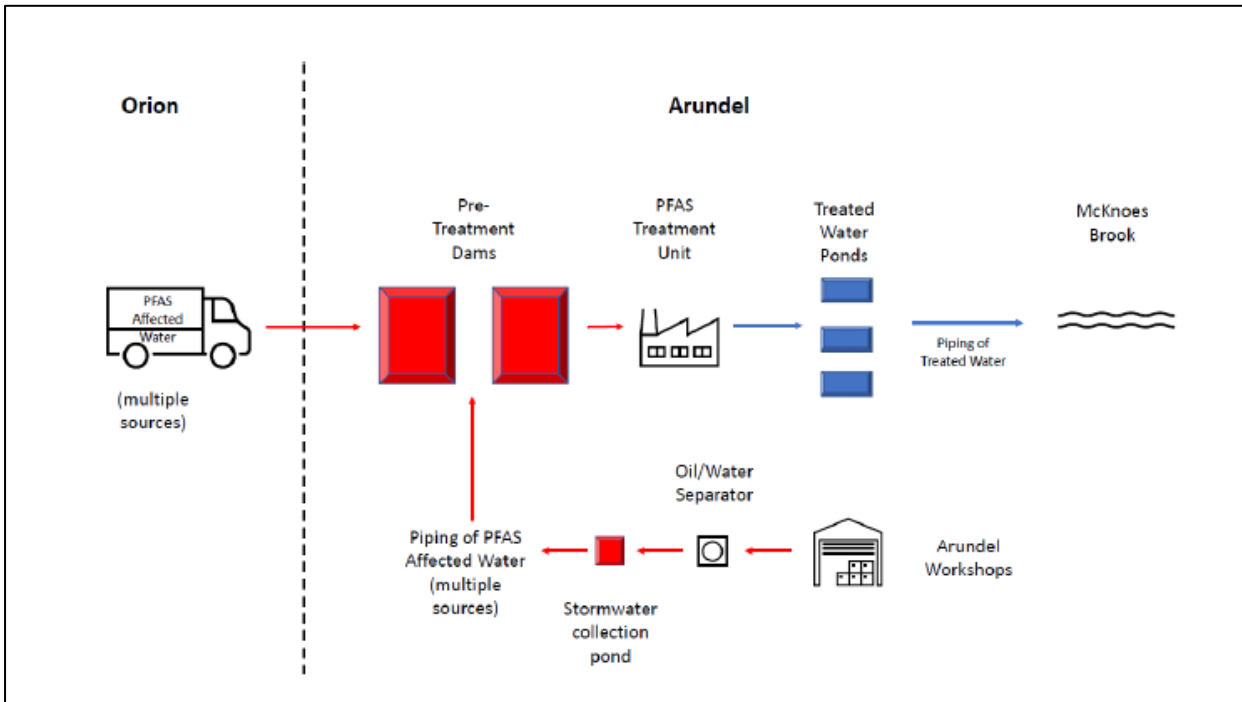 Orion
Arundel
Pre-
Treatment
Dams
PFAS
Treatment
Unit
Treated
Water
Ponds
McKnoes
Brook
PFAS
Affected
Water
(multiple
sources)
Piping of
Treated Water
Oil/Water
Separator
Piping of PFAS
Affected Water
(multiple
sources)
Arundel
Workshops
Stormwater
collection
pond